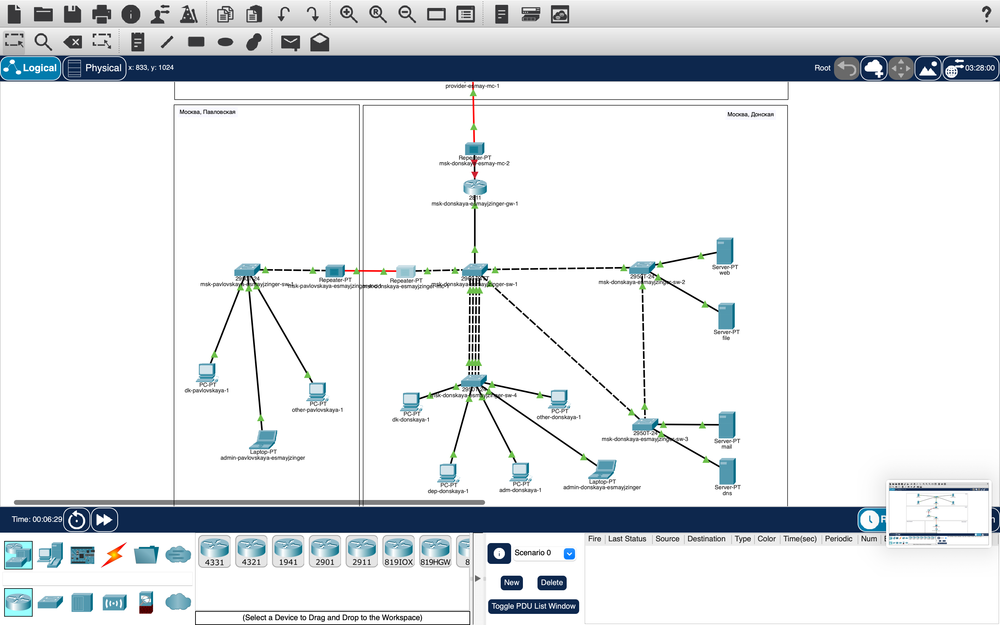 Logical
Physical
x: 833, y: 1024
Root
03:28:00
provider-esmay-mc-1
Москва, Павловская
Москва, Донская
Repeater-PT
msk-donskaya-esmay-mc-2
2811
msk-donskaya-esmayjzinger-gw-1
2950T-24
msk-pavlovskaya-esmayjzinger-sw-1
Repeater-PT
msk-pavlovskaya-esmayjzinger-mc-1
Repeater-PT
msk-donskaya-esmayjzinger-mc-1
2960-24TT
msk-donskaya-esmayjzinger-sw-1
2950T-24
msk-donskaya-esmayjzinger-sw-2
Server-PT
web
Server-PT
file
PC-PT
dk-pavlovskaya-1
PC-PT
other-pavlovskaya-1
Laptop-PT
admin-pavlovskaya-esmayjzinger
2950T-24
msk-donskaya-esmayjzinger-sw-4
PC-PT
dk-donskaya-1
PC-PT
other-donskaya-1
2950T-24
msk-donskaya-esmayjzinger-sw-3
Server-PT
mail
PC-PT
dep-donskaya-1
PC-PT
adm-donskaya-1
Laptop-PT
admin-donskaya-esmayjzinger
Server-PT
dns
Time: 00:06:29
4331
4321
1941
2901
2911
819IOX
819HGW
8
(Select a Device to Drag and Drop to the Workspace)
Scenario 0
New
Delete
Toggle PDU List Window
Fire
Last Status
Source
Destination
Type
Color
Time(sec)
Periodic
Num